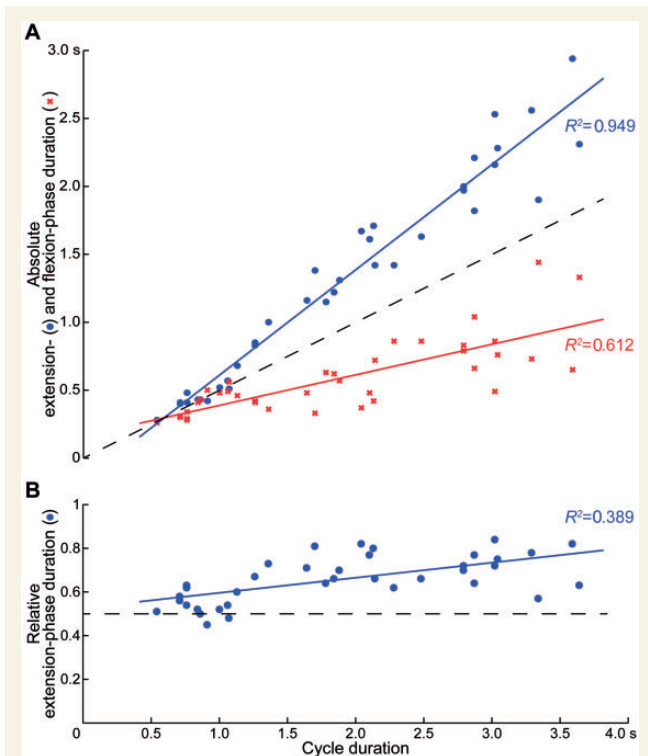 A
3.0 s
2.5
2.0
1.5
1.0
0.5
0
Absolute
extension- (●) and flexion-phase duration (×)
R²=0.949
R²=0.612
B
1
0.8
0.6
0.4
0.2
Relative
extension-phase duration (●)
R²=0.389
0 0.5 1.0 1.5 2.0 2.5 3.0 3.5 4.0 s
Cycle duration